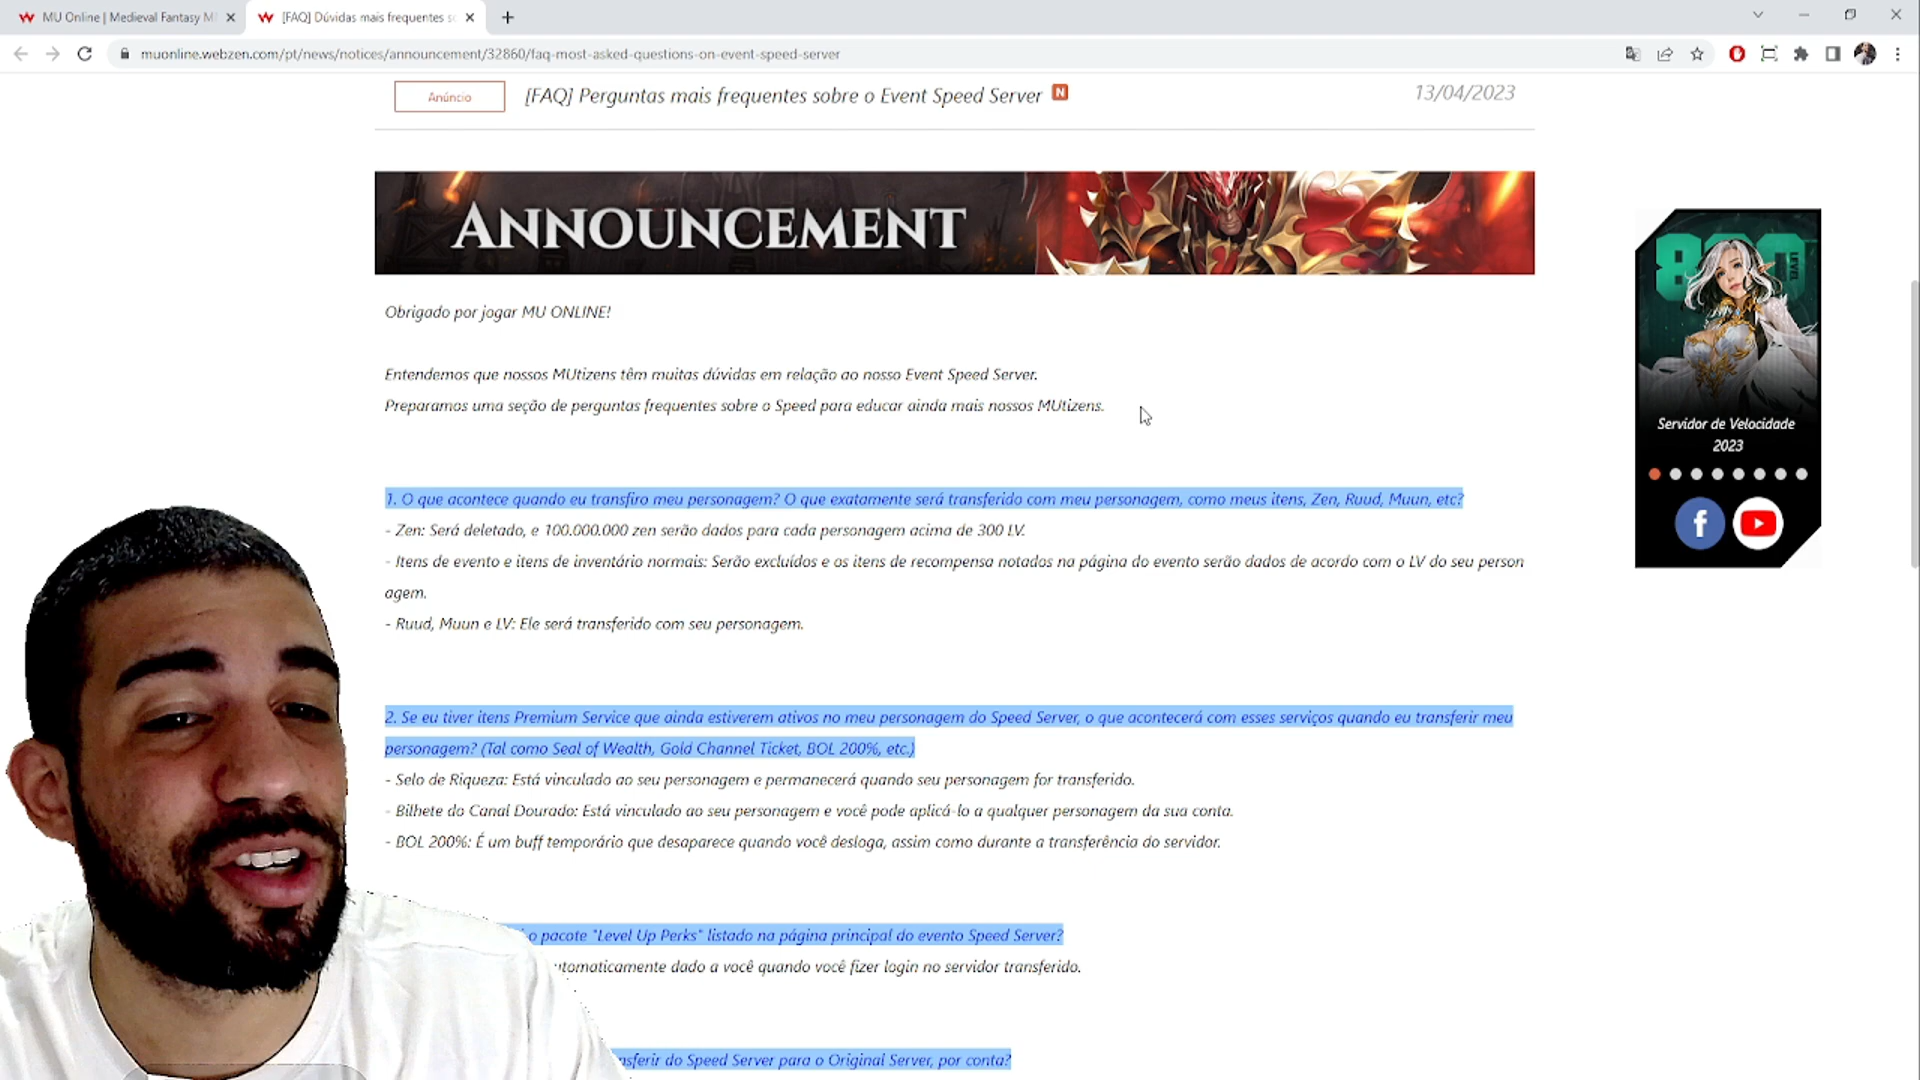 MU Online | Medieval Fantasy M
[FAQ] Dúvidas mais frequentes s
muonline.webzen.com/pt/news/notices/announcement/32860/faq-most-asked-questions-on-event-speed-server
Anúncio
[FAQ] Perguntas mais frequentes sobre o Event Speed Server N
13/04/2023
ANNOUNCEMENT
Obrigado por jogar MU ONLINE!
Entendemos que nossos MUtizens têm muitas dúvidas em relação ao nosso Event Speed Server.
Preparamos uma seção de perguntas frequentes sobre o Speed para educar ainda mais nossos MUtizens.
1. O que acontece quando eu transfiro meu personagem? O que exatamente será transferido com meu personagem, como meus itens, Zen, Ruud, Muun, etc?
- Zen: Será deletado, e 100.000.000 zen serão dados para cada personagem acima de 300 LV.
- Itens de evento e itens de inventário normais: Serão excluídos e os itens de recompensa notados na página do evento serão dados de acordo com o LV do seu person
agem.
- Ruud, Muun e LV: Ele será transferido com seu personagem.
2. Se eu tiver itens Premium Service que ainda estiverem ativos no meu personagem do Speed Server, o que acontecerá com esses serviços quando eu transferir meu
personagem? (Tal como Seal of Wealth, Gold Channel Ticket, BOL 200%, etc.)
- Selo de Riqueza: Está vinculado ao seu personagem e permanecerá quando seu personagem for transferido.
- Bilhete do Canal Dourado: Está vinculado ao seu personagem e você pode aplicá-lo a qualquer personagem da sua conta.
- BOL 200%: É um buff temporário que desaparece quando você desloga, assim como durante a transferência do servidor.
o pacote "Level Up Perks" listado na página principal do evento Speed Server?
utomaticamente dado a você quando você fizer login no servidor transferido.
nsferir do Speed Server para o Original Server, por conta?
800
LEVEL
Servidor de Velocidade
2023